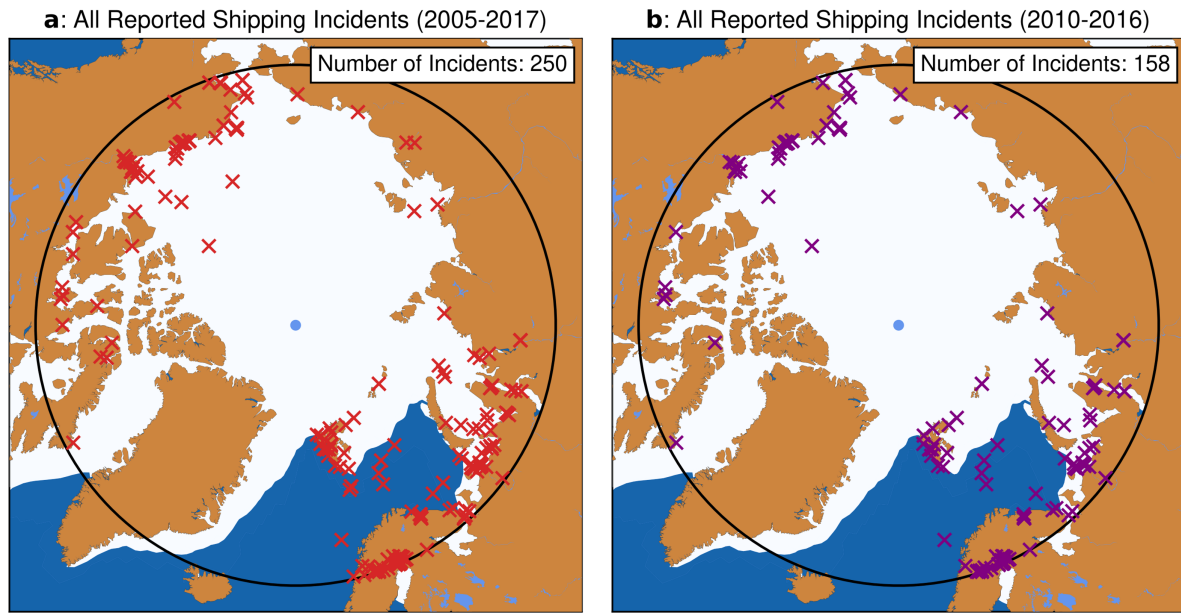 a: All Reported Shipping Incidents (2005-2017)
Number of Incidents: 250
b: All Reported Shipping Incidents (2010-2016)
Number of Incidents: 158